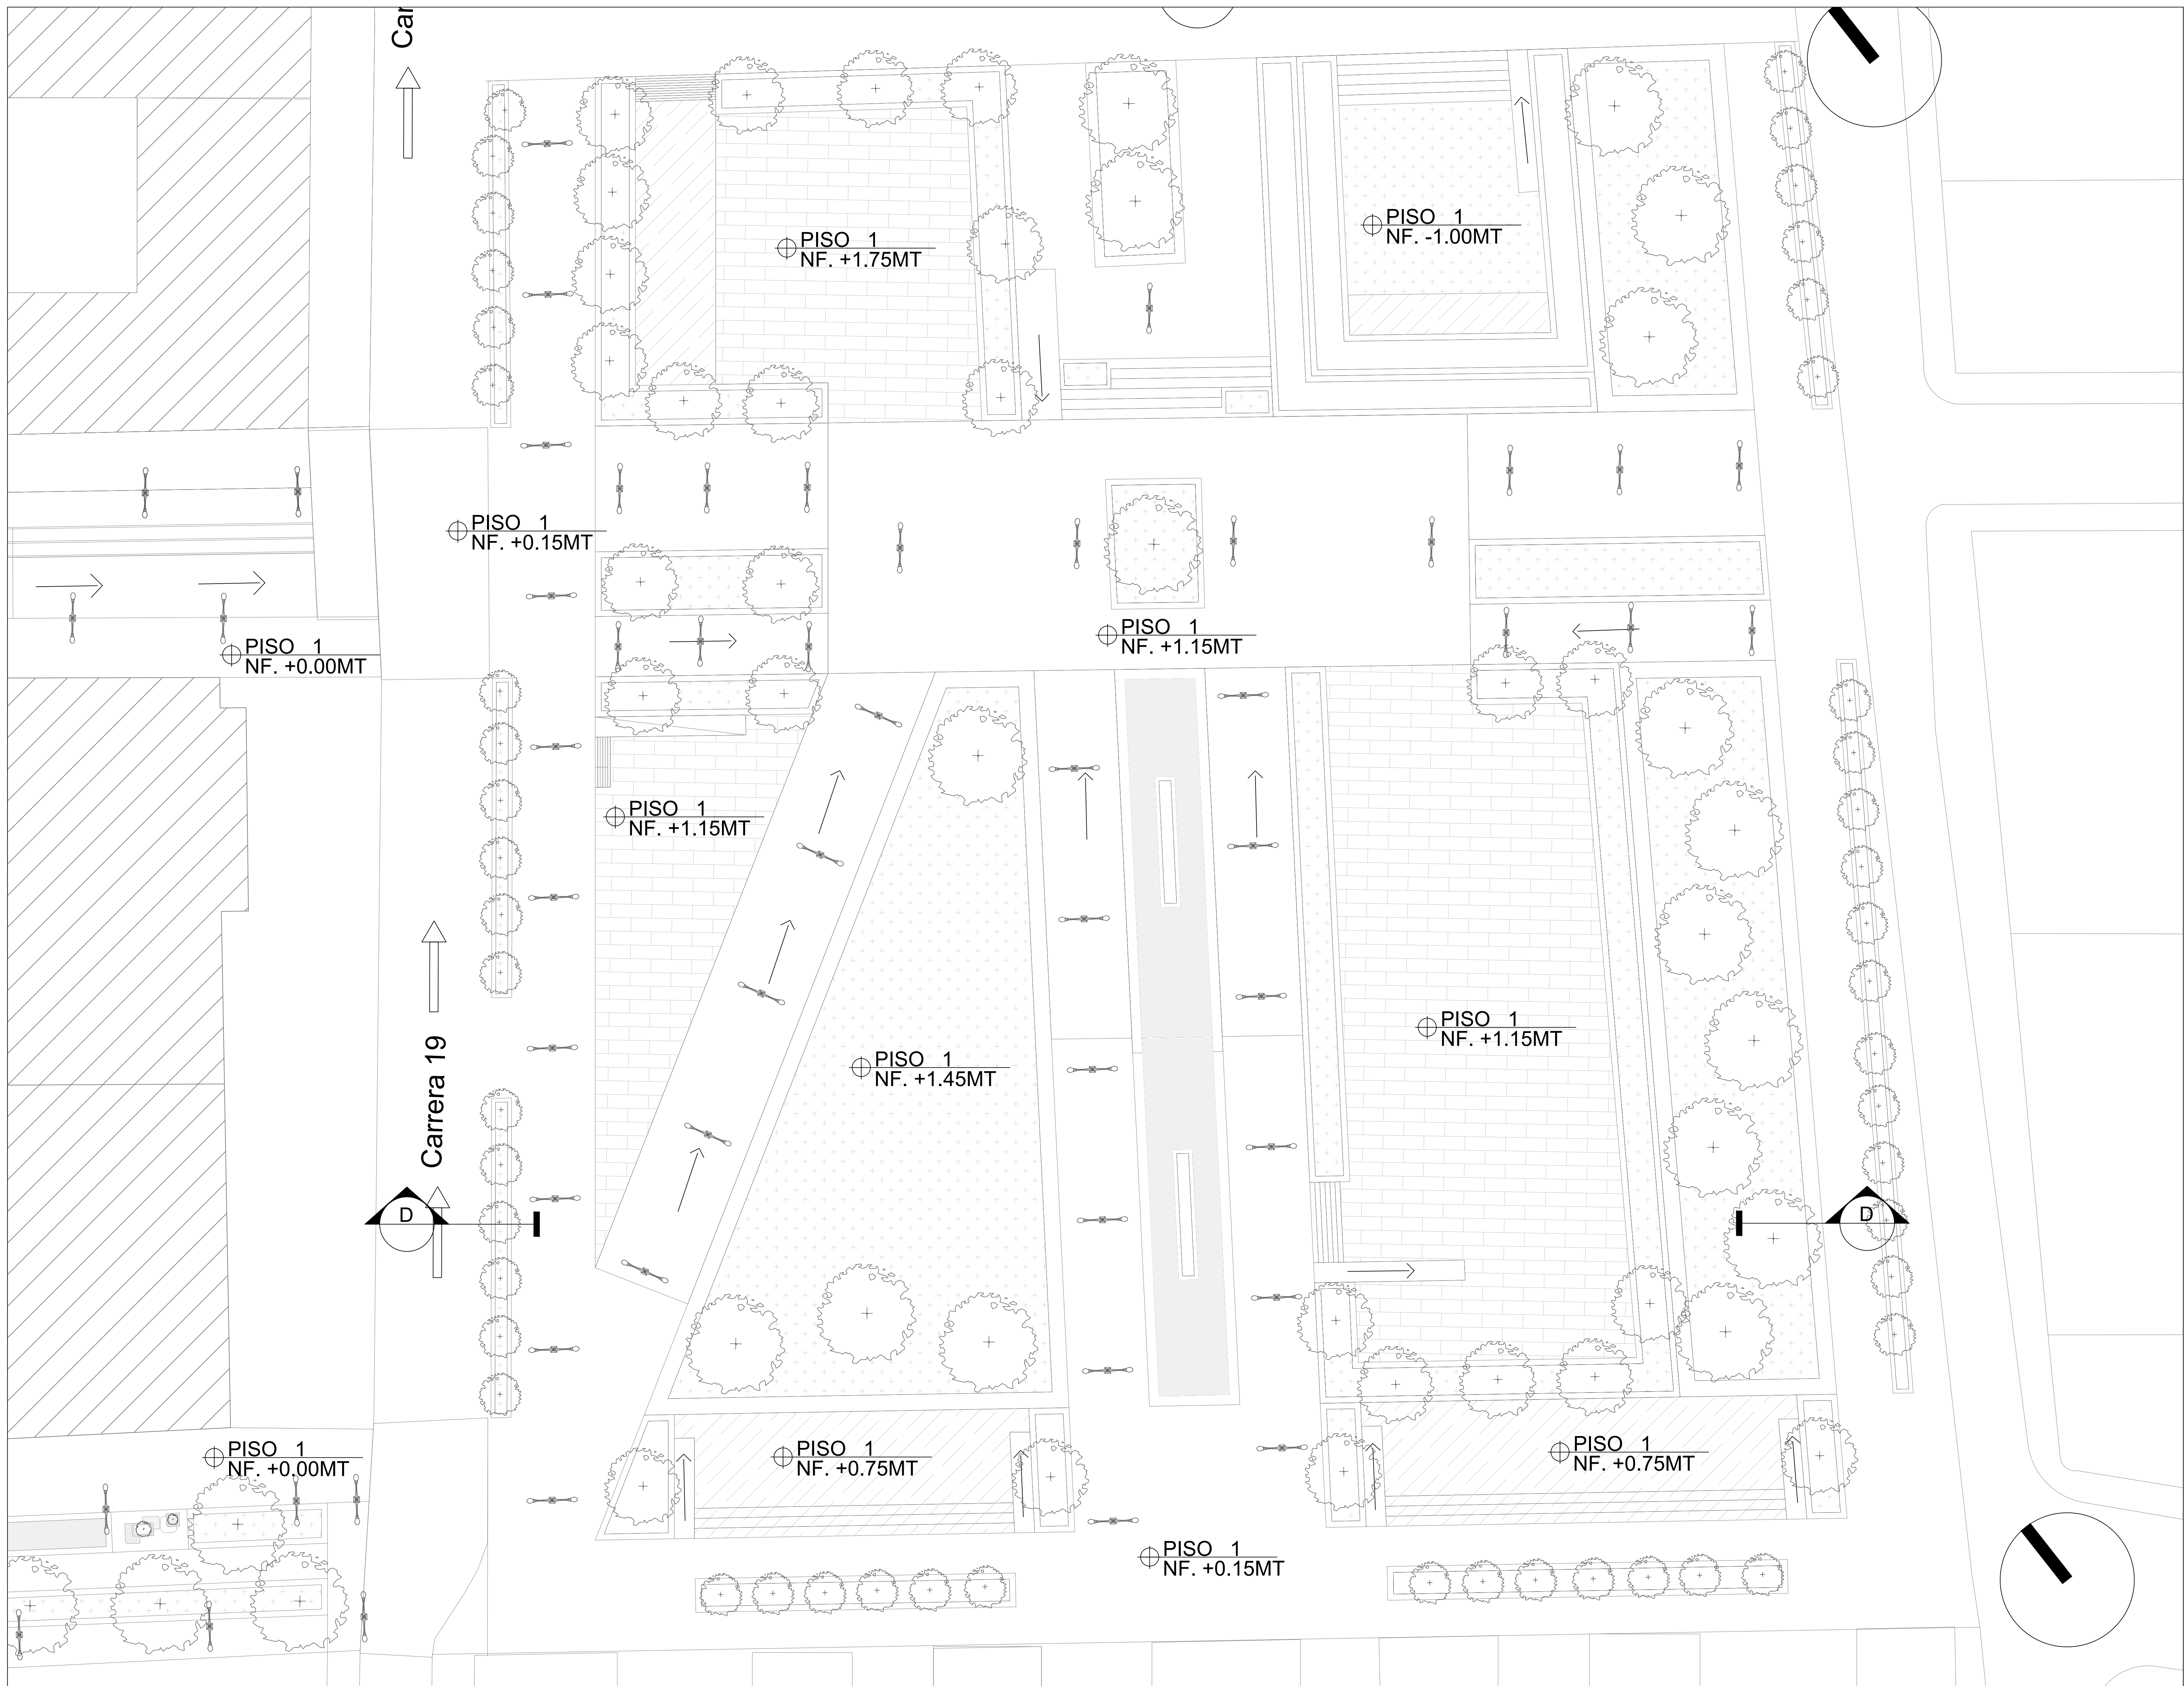 Car
PISO 1
NF. -1.00MT
PISO 1
NF. +1.75MT
PISO 1
NF. +0.15MT
PISO 1
NF. +0.00MT
PISO 1
NF. +1.15MT
PISO 1
NF. +1.15MT
PISO 1
NF. +1.15MT
PISO 1
NF. +1.45MT
Carrera 19
D
D
PISO 1
NF. +0.00MT
PISO 1
NF. +0.75MT
PISO 1
NF. +0.75MT
PISO 1
NF. +0.15MT